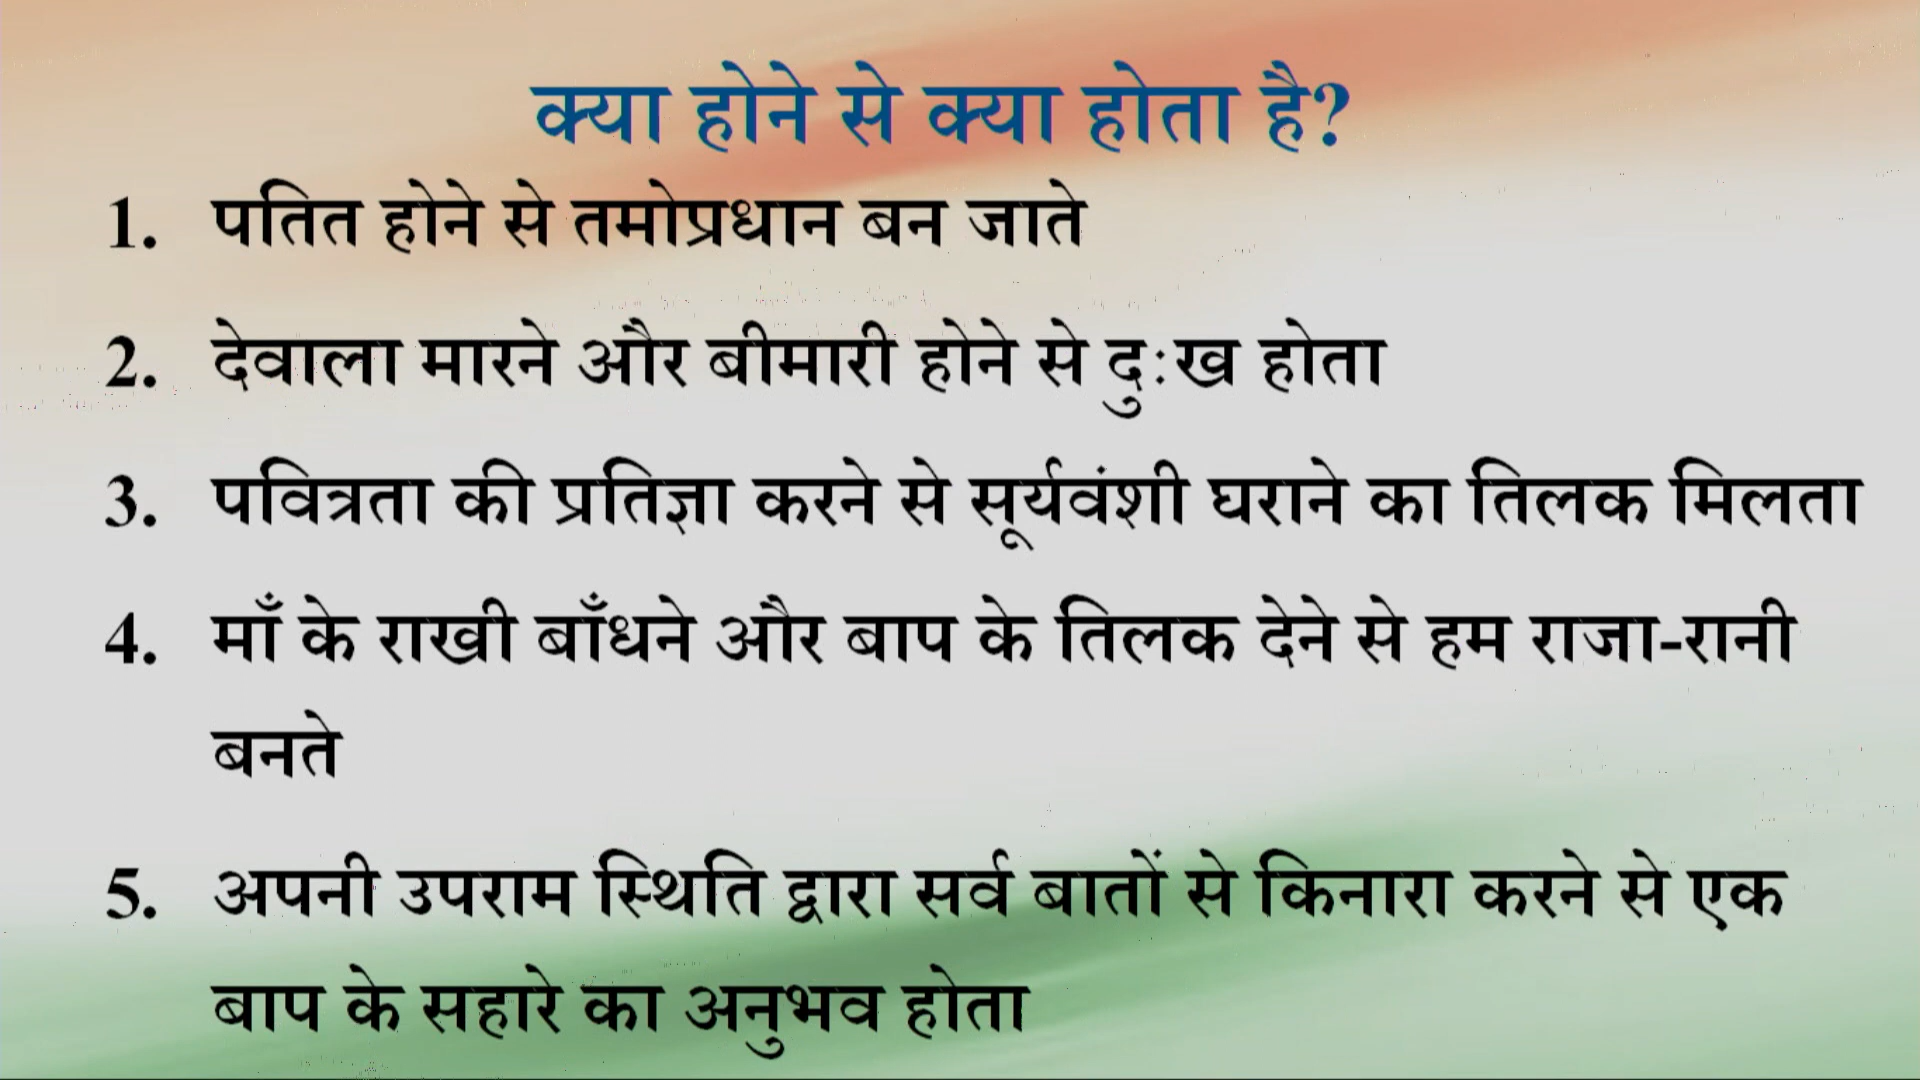 क्या होने से क्या होता है?
1. पतित होने से तमोप्रधान बन जाते
2. देवाला मारने और बीमारी होने से दुःख होता
3. पवित्रता की प्रतिज्ञा करने से सूर्यवंशी घराने का तिलक मिलता
4. माँ के राखी बाँधने और बाप के तिलक देने से हम राजा-रानी
बनते
5. अपनी उपराम स्थिति द्वारा सर्व बातों से किनारा करने से एक
बाप के सहारे का अनुभव होता